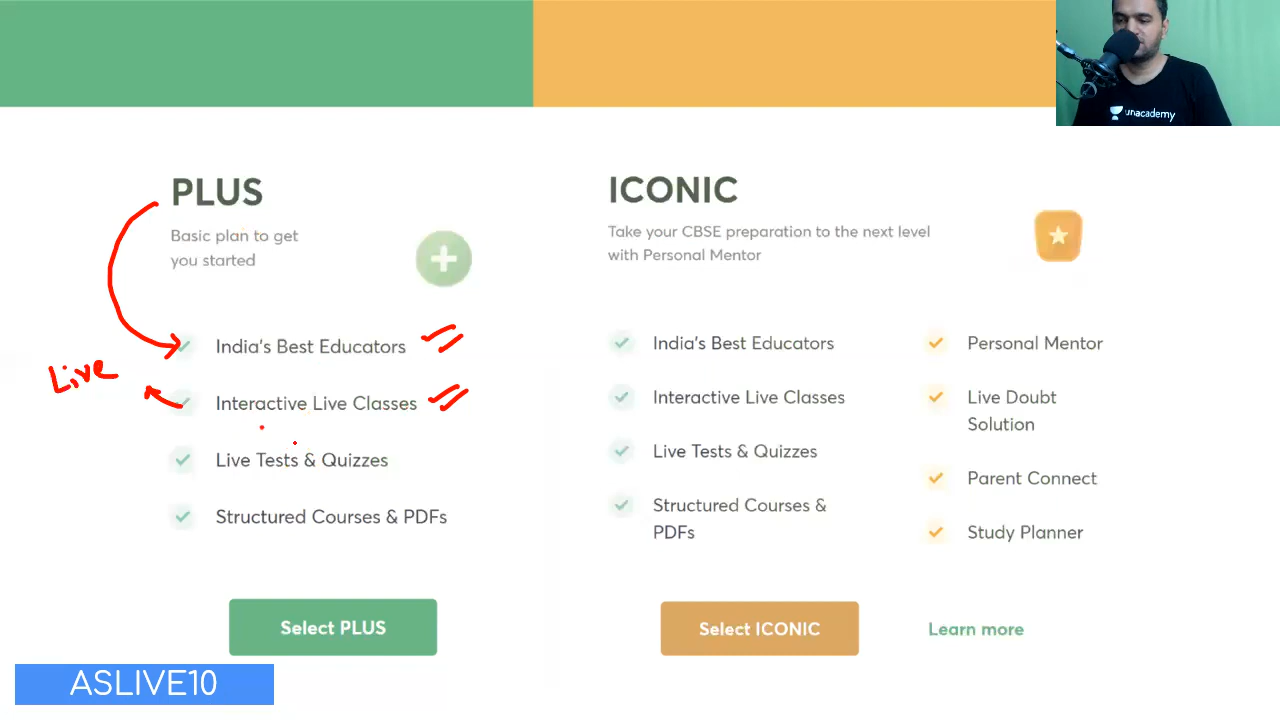 unacademy
PLUS
Basic plan to get
you started
India's Best Educators
Live
Interactive Live Classes
Live Tests & Quizzes
Structured Courses & PDFs
Select PLUS
ICONIC
Take your CBSE preparation to the next level
with Personal Mentor
India's Best Educators
Interactive Live Classes
Live Tests & Quizzes
Structured Courses &
PDFs
Personal Mentor
Live Doubt
Solution
Parent Connect
Study Planner
Select ICONIC
Learn more
ASLIVE10